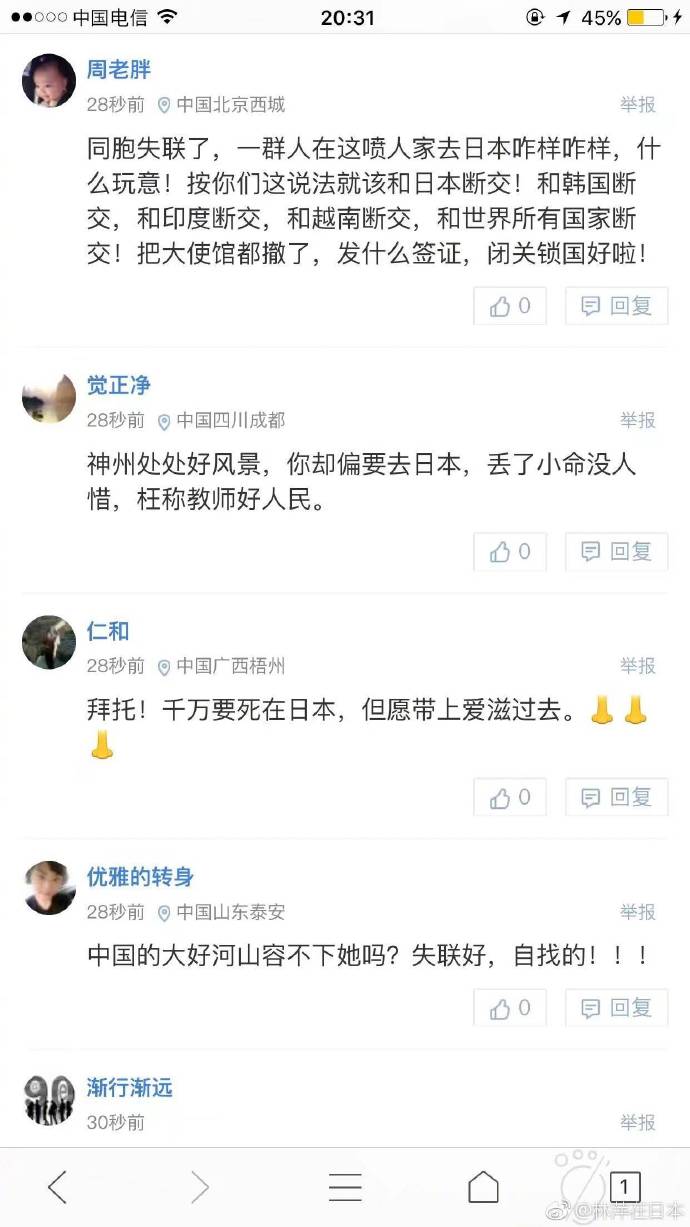 中国电信 20:31 45%
周老胖
28秒前 中国北京西城 举报
同胞失联了，一群人在这喷人家去日本咋样咋样，什
么玩意！按你们这说法就该和日本断交！和韩国断
交，和印度断交，和越南断交，和世界所有国家断
交！把大使馆都撤了，发什么签证，闭关锁国好啦！
0 回复
觉正净
28秒前 中国四川成都 举报
神州处处好风景，你却偏要去日本，丢了小命没人
惜，枉称教师好人民。
0 回复
仁和
28秒前 中国广西梧州 举报
拜托！千万要死在日本，但愿带上爱滋过去。👃👃
👃
0 回复
优雅的转身
28秒前 中国山东泰安 举报
中国的大好河山容不下她吗？失联好，自找的！！！
0 回复
90
渐行渐远
30秒前 举报
1
@林萍在日本